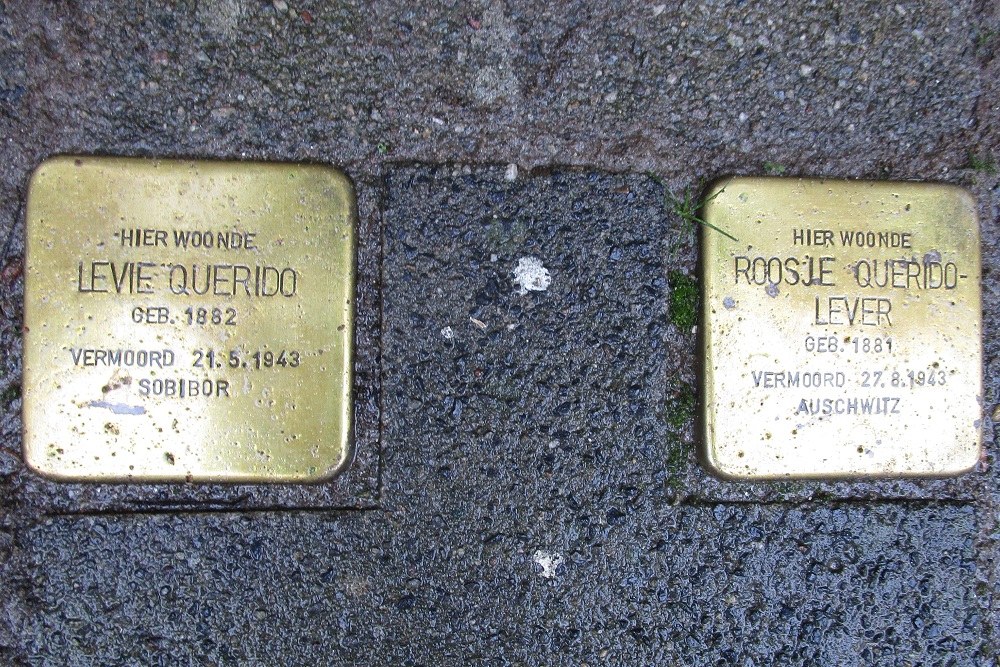 HIER WOONDE
LEVIE QUERIDO
GEB. 1882
VERMOORD 21.5.1943
SOBIBOR
HIER WOONDE
ROOSJE QUERIDO-
LEVER
GEB. 1881
VERMOORD 27.8.1943
AUSCHWITZ